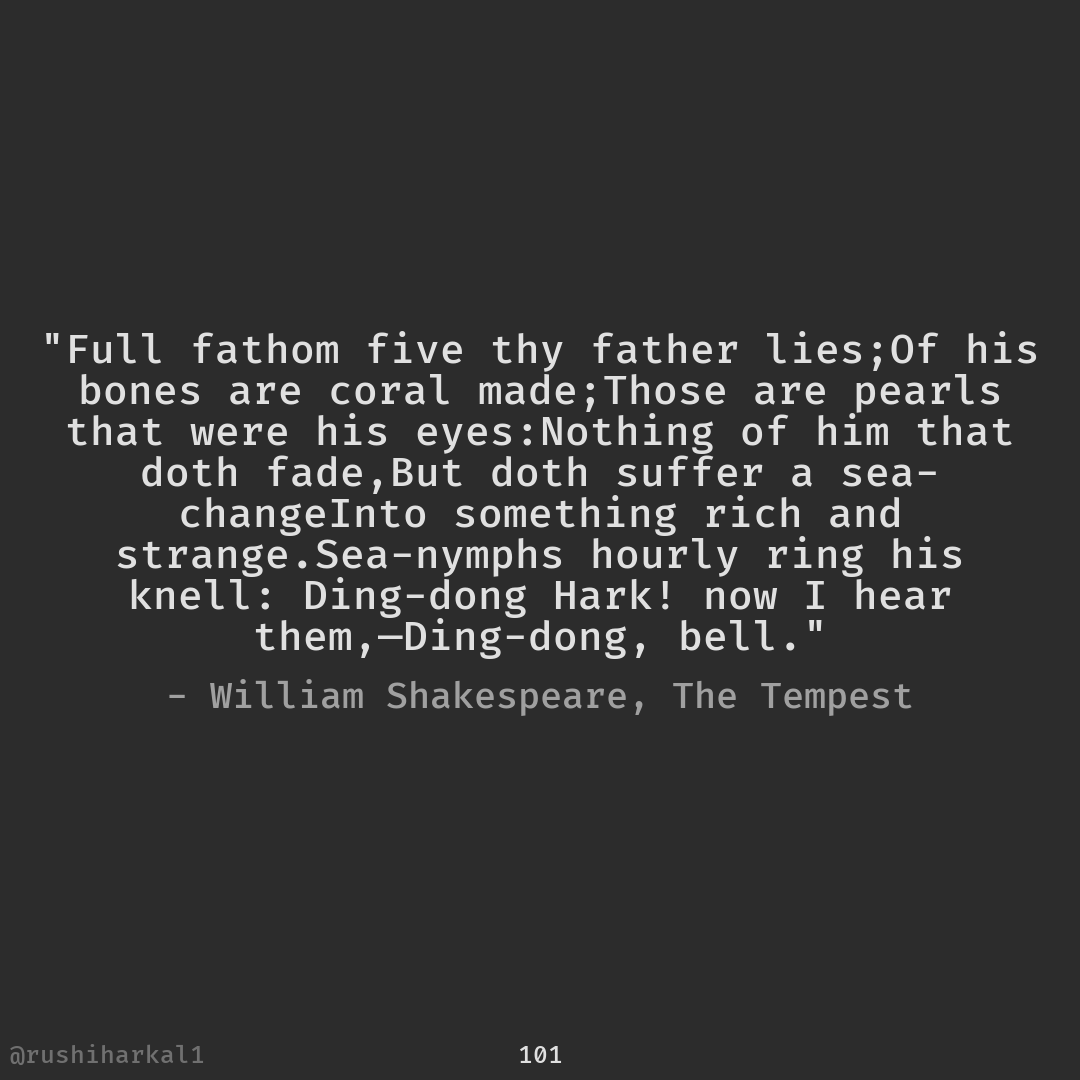 "Full fathom five thy father lies;Of his
bones are coral made;Those are pearls
that were his eyes:Nothing of him that
doth fade,But doth suffer a sea-
changeInto something rich and
strange.Sea-nymphs hourly ring his
knell: Ding-dong Hark! now I hear
them,—Ding-dong, bell."
- William Shakespeare, The Tempest
@rushiharkal1
101